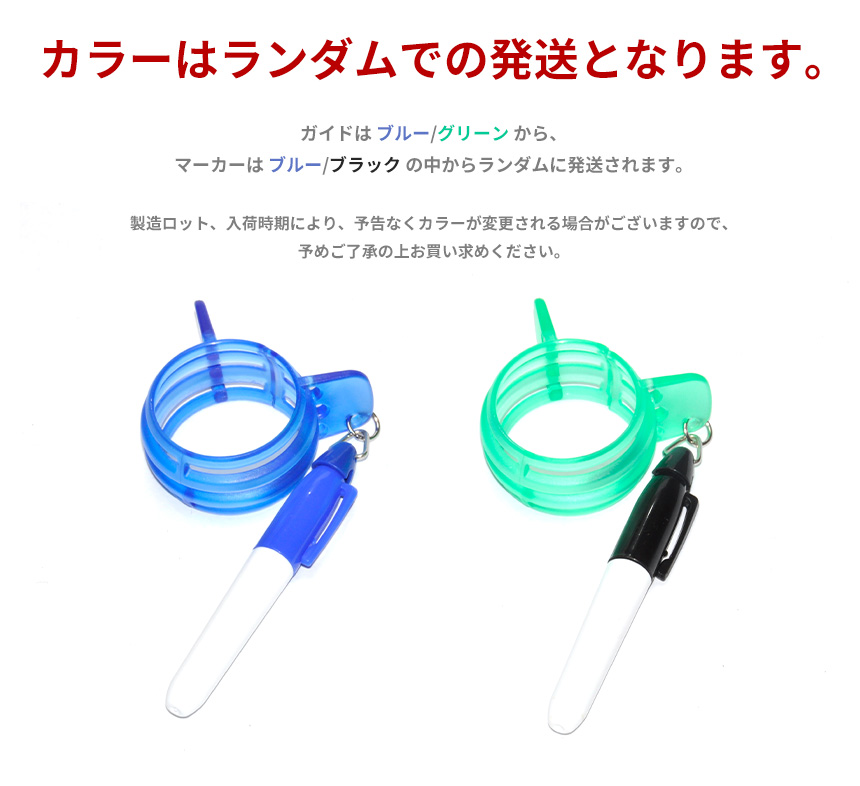 カラーはランダムでの発送となります。
ガイドは ブルー/グリーン から、
マーカーは ブルー/ブラック の中からランダムに発送されます。
製造ロット、入荷時期により、予告なくカラーが変更される場合がございますので、
予めご了承の上お買い求めください。